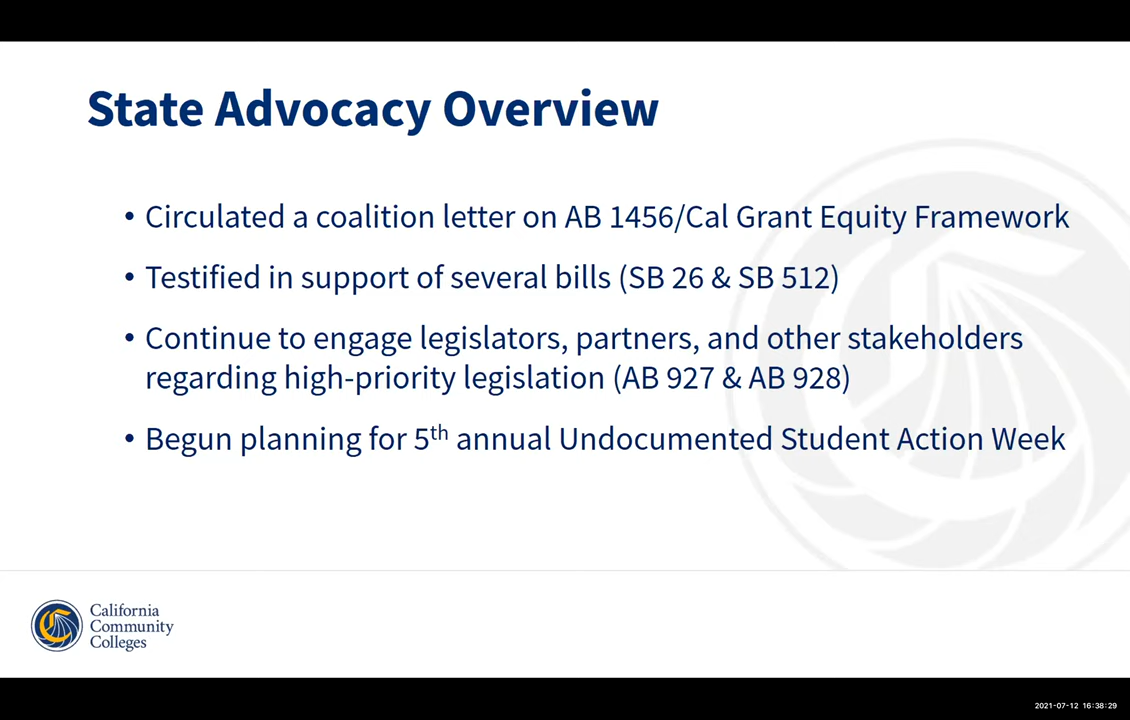 State Advocacy Overview
• Circulated a coalition letter on AB 1456/Cal Grant Equity Framework
• Testified in support of several bills (SB 26 & SB 512)
• Continue to engage legislators, partners, and other stakeholders
regarding high-priority legislation (AB 927 & AB 928)
• Begun planning for 5th annual Undocumented Student Action Week
California
Community
Colleges
2021-07-12 16:38:29